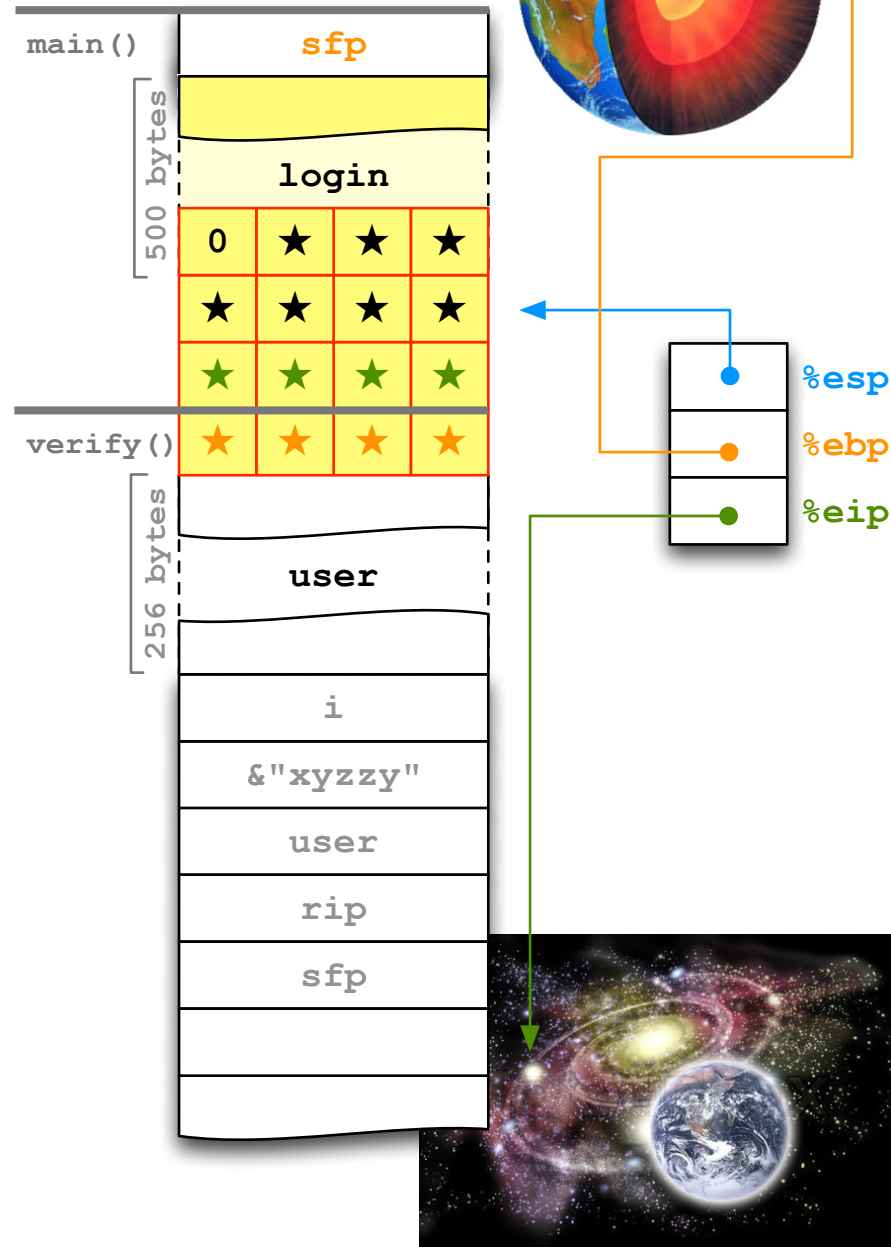 main()
sfp
500 bytes
login
0 ★ ★ ★
★ ★ ★ ★
★ ★ ★ ★
verify()
★ ★ ★ ★
256 bytes
user
i
&"xyzzy"
user
rip
sfp
%esp
%ebp
%eip